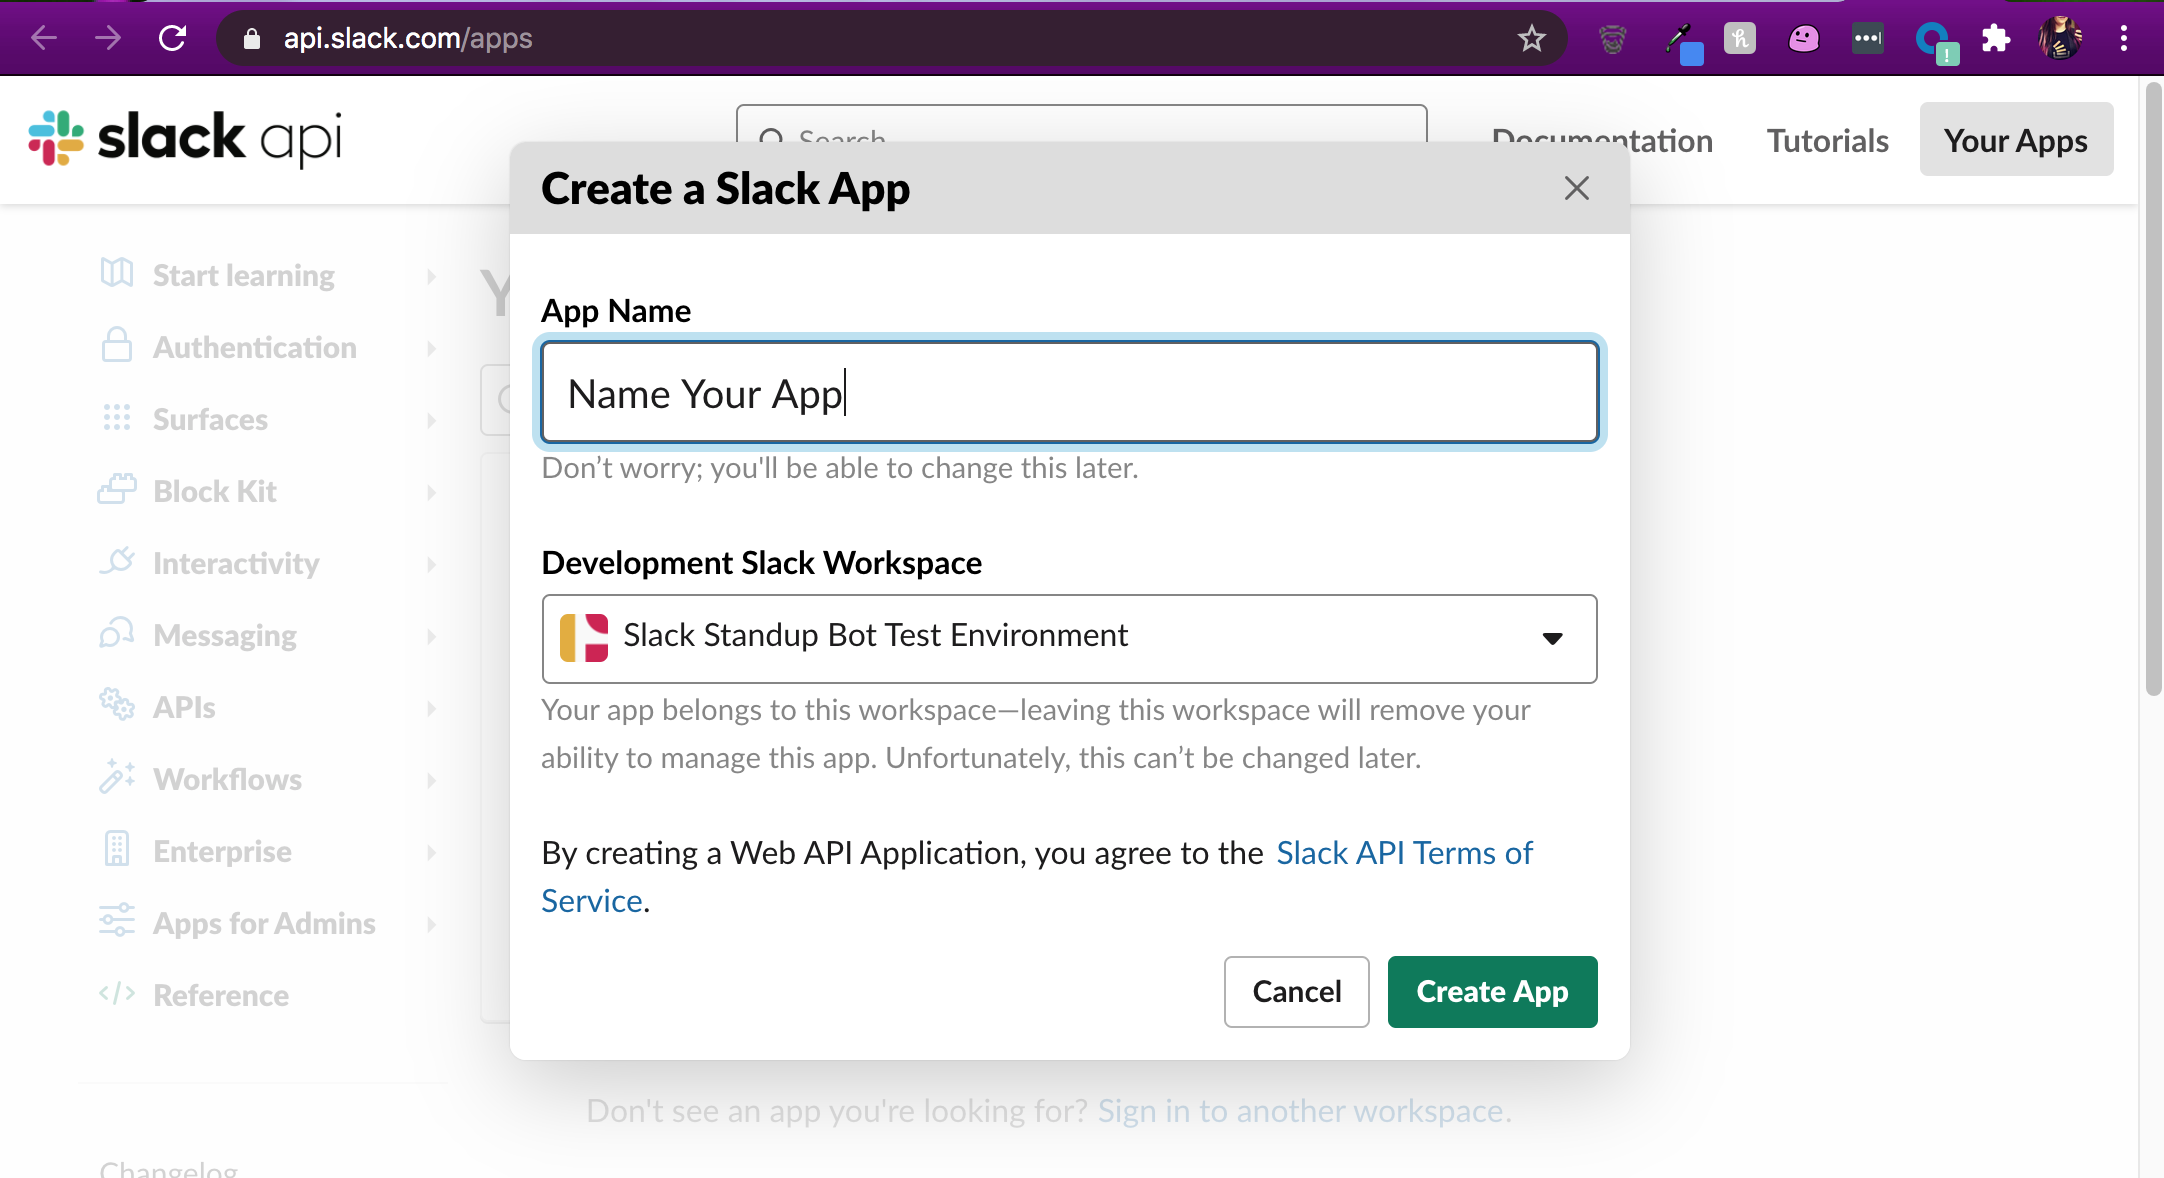 api.slack.com/apps
slack api
Search
Documentation
Tutorials
Your Apps
Create a Slack App
Start learning
Authentication
Surfaces
Block Kit
Interactivity
Messaging
APIs
Workflows
Enterprise
Apps for Admins
Reference
Changelog
App Name
Name Your App
Don’t worry; you'll be able to change this later.
Development Slack Workspace
Slack Standup Bot Test Environment
Your app belongs to this workspace—leaving this workspace will remove your
ability to manage this app. Unfortunately, this can’t be changed later.
By creating a Web API Application, you agree to the Slack API Terms of
Service.
Cancel
Create App
Don't see an app you're looking for? Sign in to another workspace.